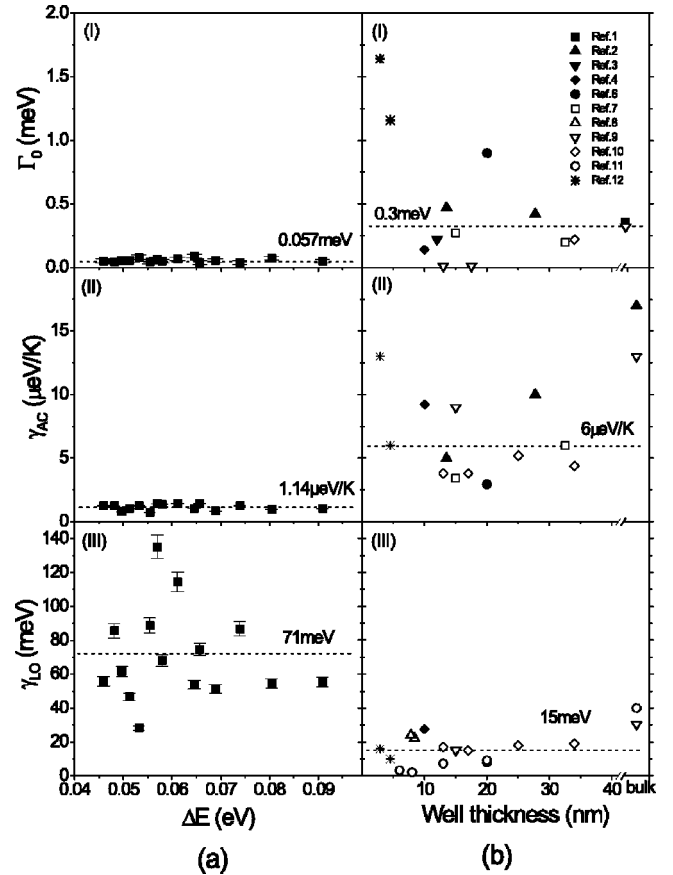 (I)
2.0
1.5
1.0
0.5
0.0
Γ0 (meV)
0.057meV
(II)
15
10
5
0
γAC (μeV/K)
1.14μeV/K
(III)
140
120
100
80
60
40
20
0
γLO (meV)
71meV
0.04 0.05 0.06 0.07 0.08 0.09
ΔE (eV)
(a)
(I)
Ref.1
Ref.2
Ref.3
Ref.4
Ref.6
Ref.7
Ref.8
Ref.9
Ref.10
Ref.11
Ref.12
0.3meV
(II)
6μeV/K
(III)
15meV
10 20 30 40 bulk
Well thickness (nm)
(b)